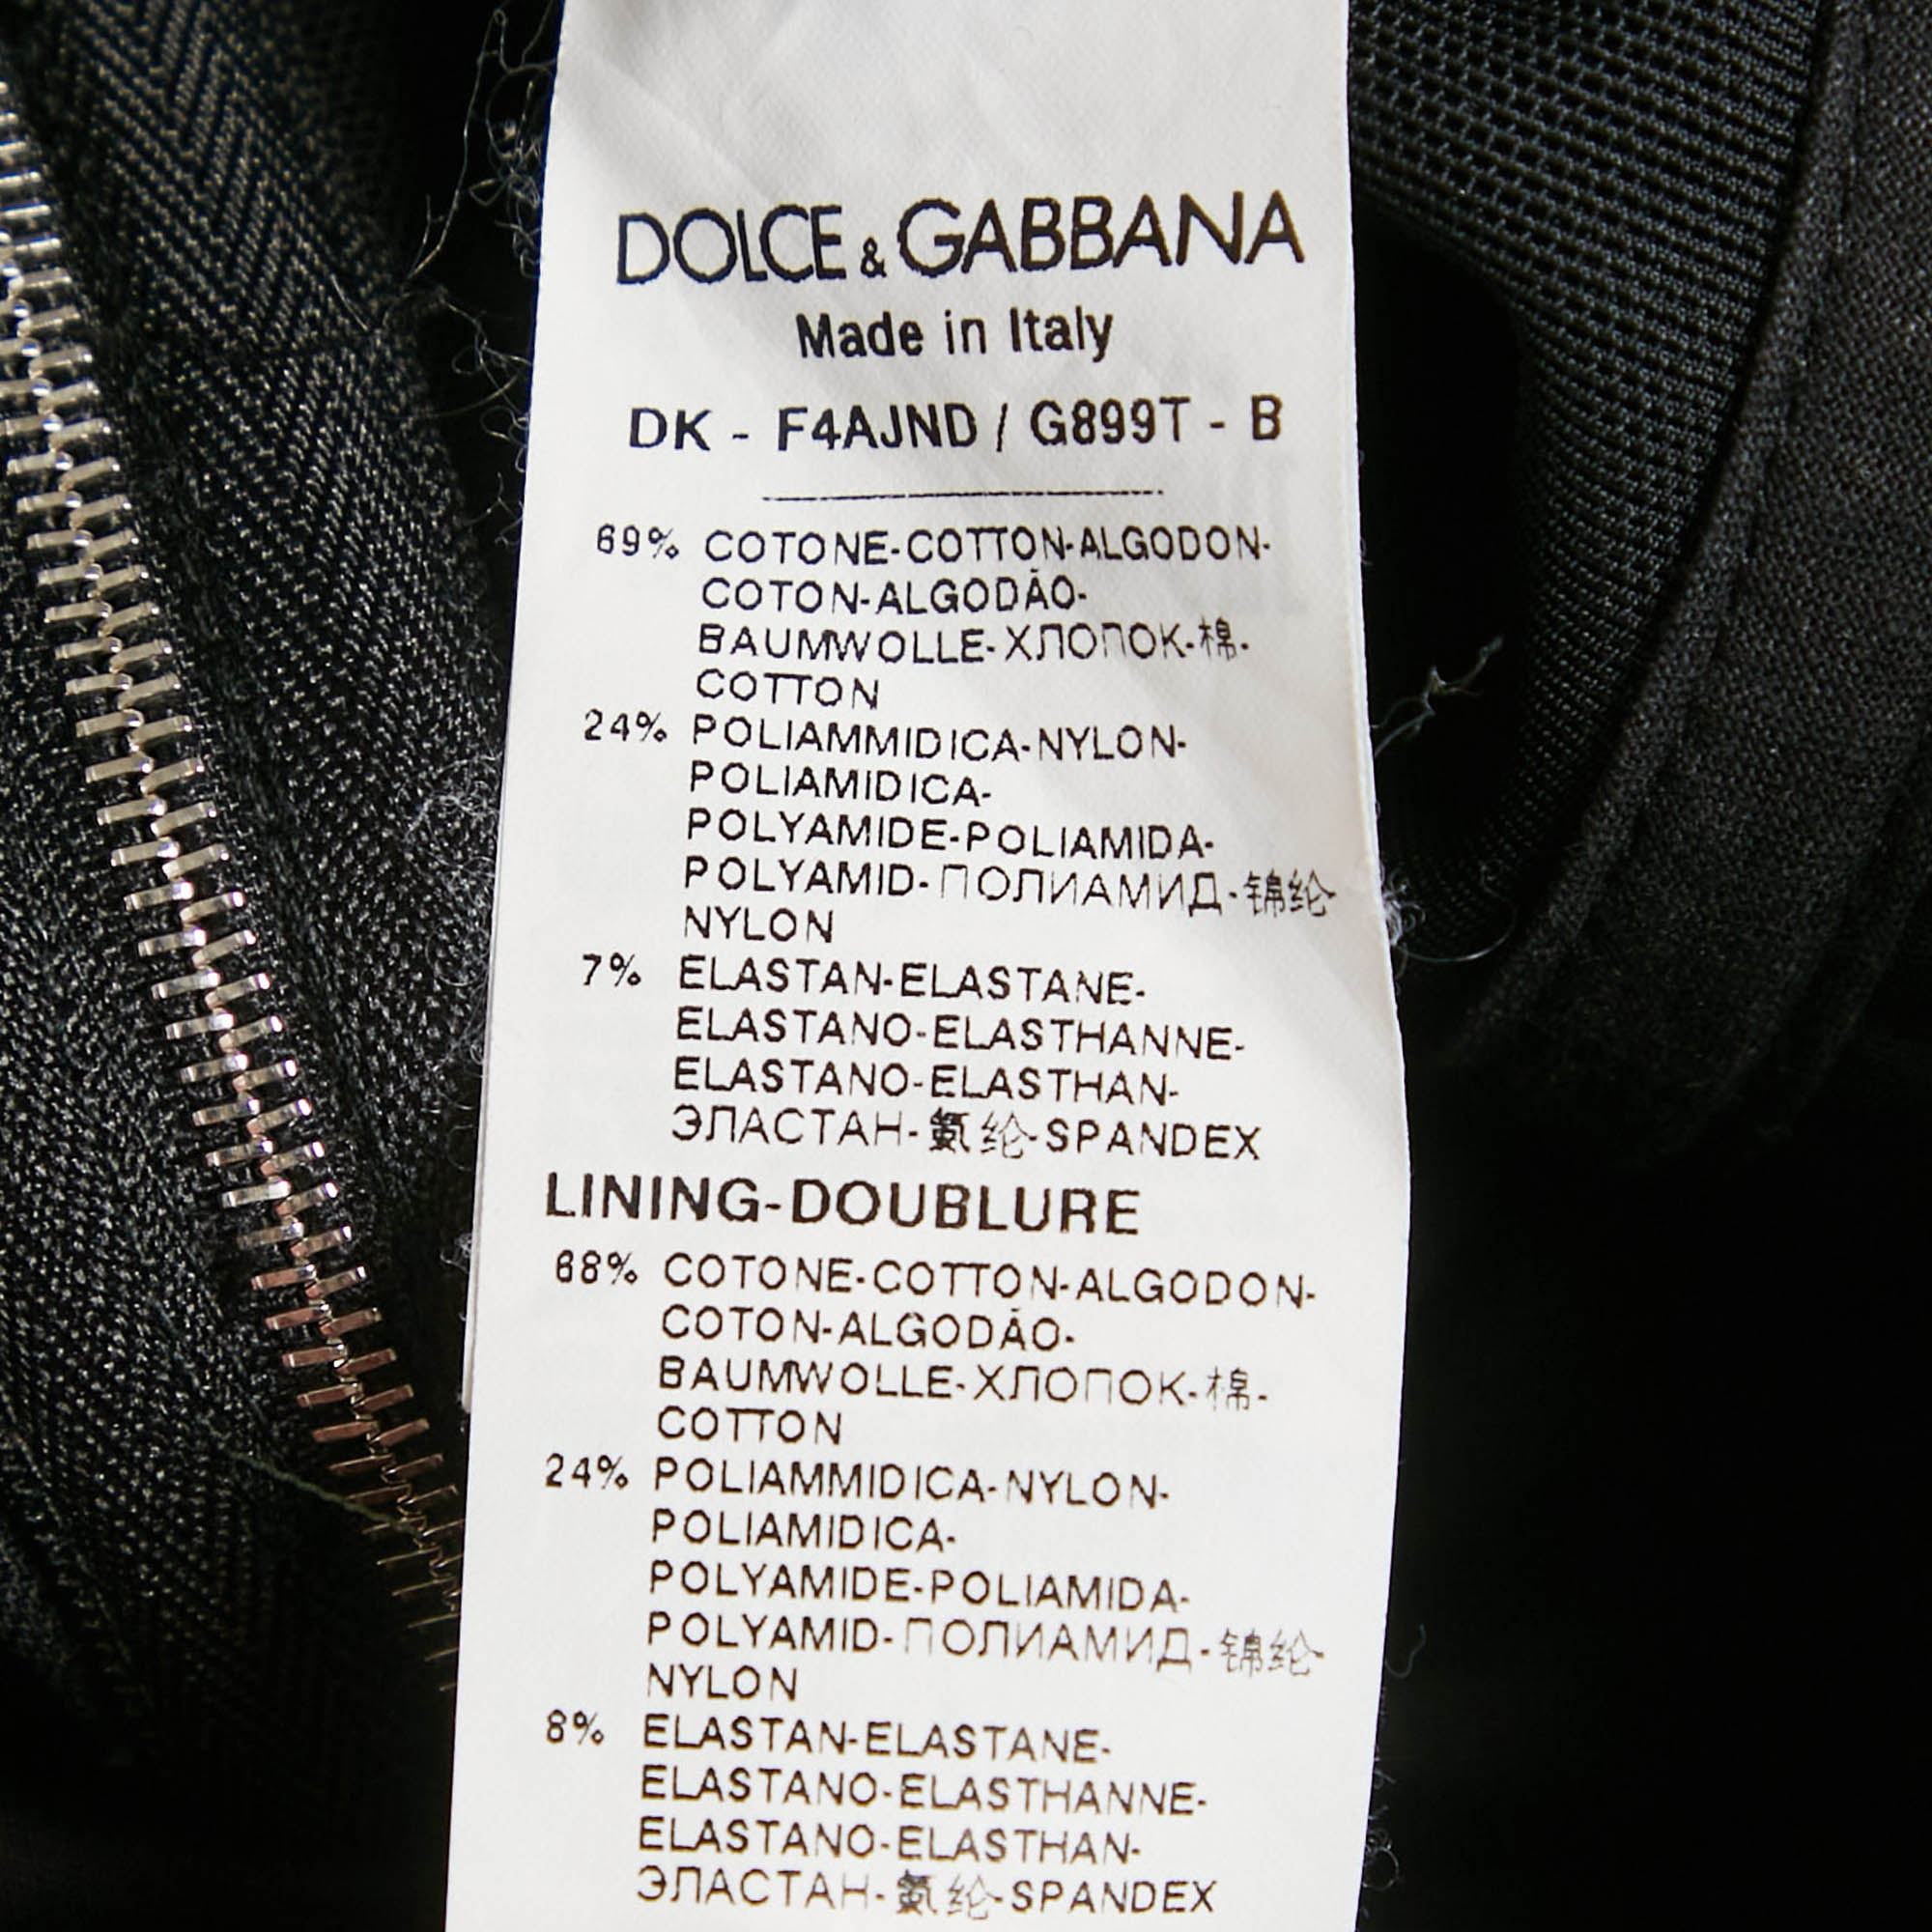 DOLCE & GABBANA
Made in Italy
DK - F4AJND / G899T - B
69% COTONE-COTTON-ALGODON-
COTON-ALGODÃO-
BAUMWOLLE-ХЛОПОК-棉-
COTTON
24% POLIAMMIDICA-NYLON-
POLIAMIDICA-
POLYAMIDE-POLIAMIDA-
POLYAMID-ПОЛИАМИД-锦纶-
NYLON
7% ELASTAN-ELASTANE-
ELASTANO-ELASTHANNE-
ELASTANO-ELASTHAN-
ЭЛАСТАН-氨纶-SPANDEX
LINING-DOUBLURE
68% COTONE-COTTON-ALGODON-
COTON-ALGODÃO-
BAUMWOLLE-ХЛОПОК-棉-
COTTON
24% POLIAMMIDICA-NYLON-
POLIAMIDICA-
POLYAMIDE-POLIAMIDA-
POLYAMID-ПОЛИАМИД-锦纶-
NYLON
8% ELASTAN-ELASTANE-
ELASTANO-ELASTHANNE-
ELASTANO-ELASTHAN-
ЭЛАСТАН-氨纶-SPANDEX